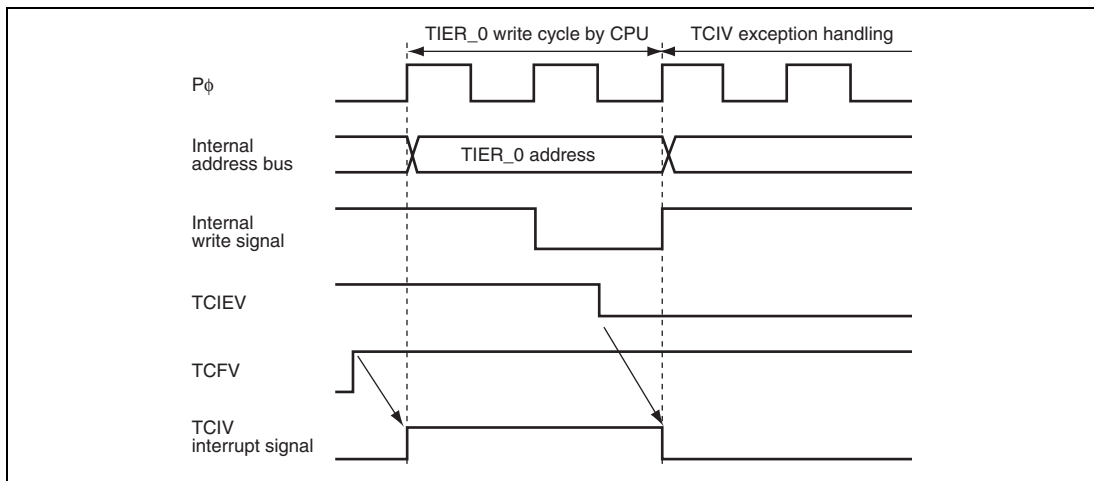 TIER_0 write cycle by CPU
TCIV exception handling
Pϕ
Internal
address bus
TIER_0 address
Internal
write signal
TCIEV
TCFV
TCIV
interrupt signal